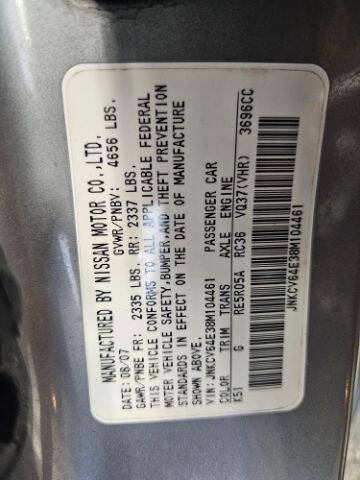 MANUFACTURED BY NISSAN MOTOR CO.,LTD.
DATE 08/07 GVWR/PNBV: 4656 LBS.
GAWR/PNBE FR: 2335 LBS. RR: 2337 LBS.
THIS VEHICLE CONFORMS TO ALL APPLICABLE FEDERAL
MOTOR VEHICLE SAFETY,BUMPER,AND THEFT PREVENTION
STANDARDS IN EFFECT ON THE DATE OF MANUFACTURE
SHOWN ABOVE.
VIN: JNKCV64E38M104461 PASSENGER CAR
COLOR TRIM TRANS AXLE ENGINE
K51 G RE5R05A RC36 VQ37(VHR) 3696CC
JNKCV64E38M104461